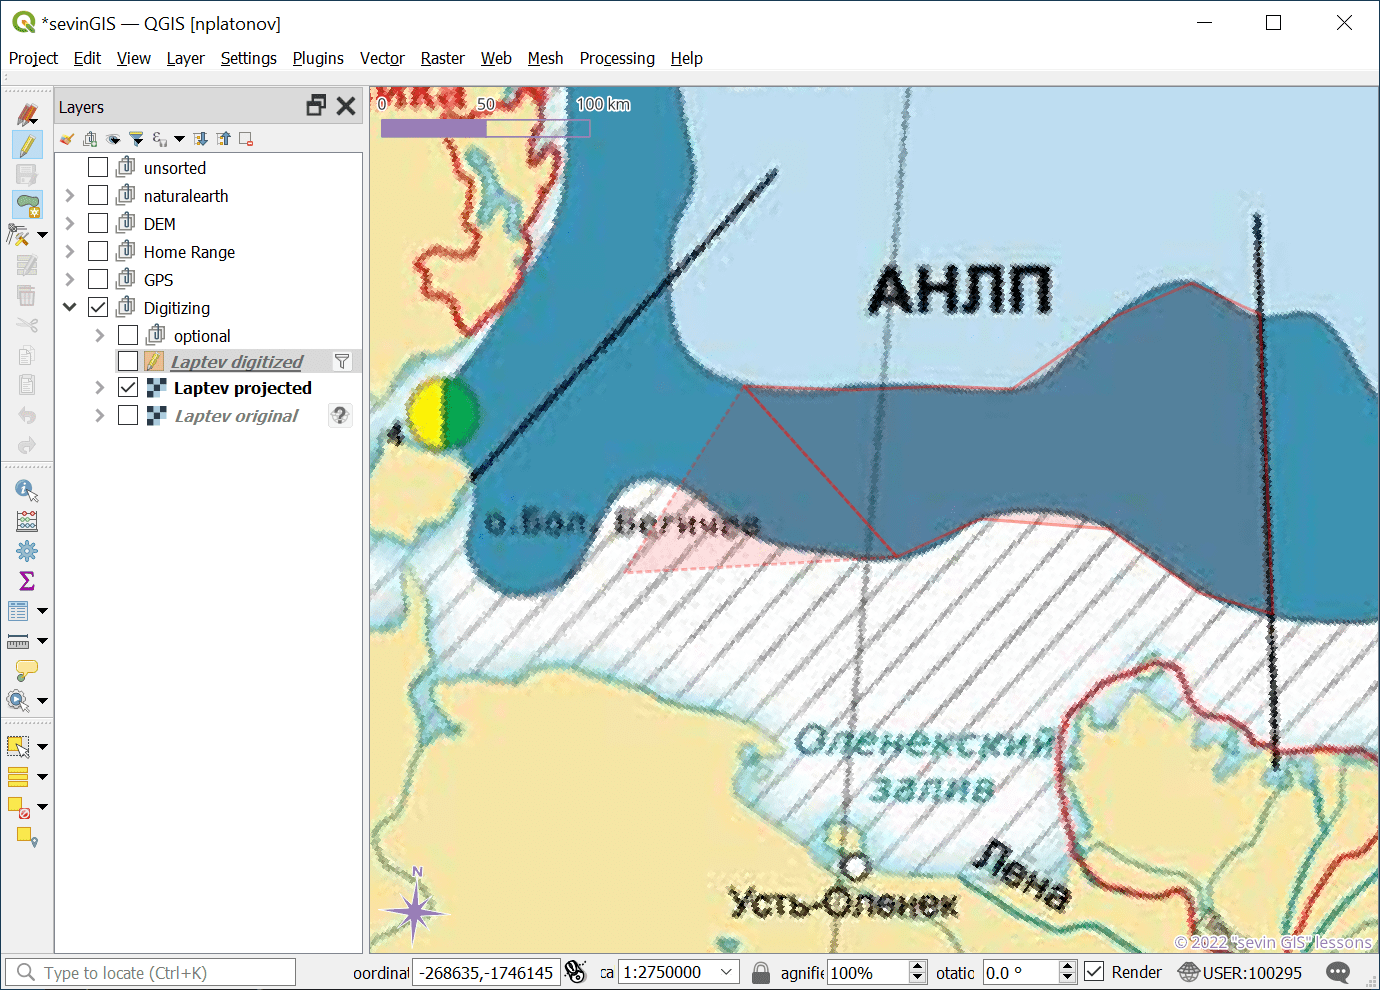 *sevinGIS — QGIS [nplatonov]
Project Edit View Layer Settings Plugins Vector Raster Web Mesh Processing Help
Layers
unsorted
naturalearth
DEM
Home Range
GPS
Digitizing
optional
Laptev digitized
Laptev projected
Laptev original
0 50 100 km
АНЛП
4
о.Бол. Бегичев
Оленёкский
залив
Лена
Усть-Оленек
N
© 2022 "sevin GIS" lessons
Type to locate (Ctrl+K)
oordinat -268635,-1746145 ca 1:2750000 agnifie 100% otatic 0.0 ° Render USER:100295